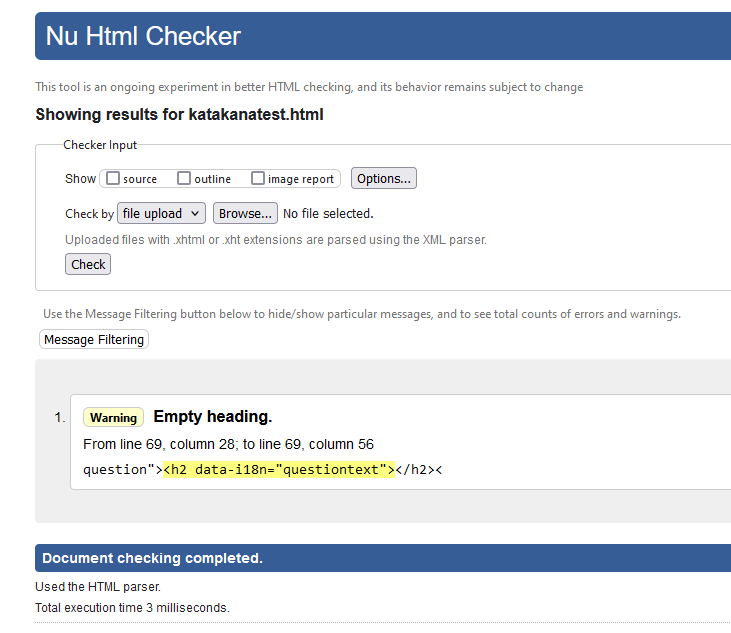 Nu Html Checker
This tool is an ongoing experiment in better HTML checking, and its behavior remains subject to change
Showing results for katakanatest.html
Checker Input
Show source outline image report Options...
Check by file upload Browse... No file selected.
Uploaded files with .xhtml or .xht extensions are parsed using the XML parser.
Check
Use the Message Filtering button below to hide/show particular messages, and to see total counts of errors and warnings.
Message Filtering
1. Warning Empty heading.
From line 69, column 28; to line 69, column 56
question"><h2 data-i18n="questiontext"></h2><
Document checking completed.
Used the HTML parser.
Total execution time 3 milliseconds.